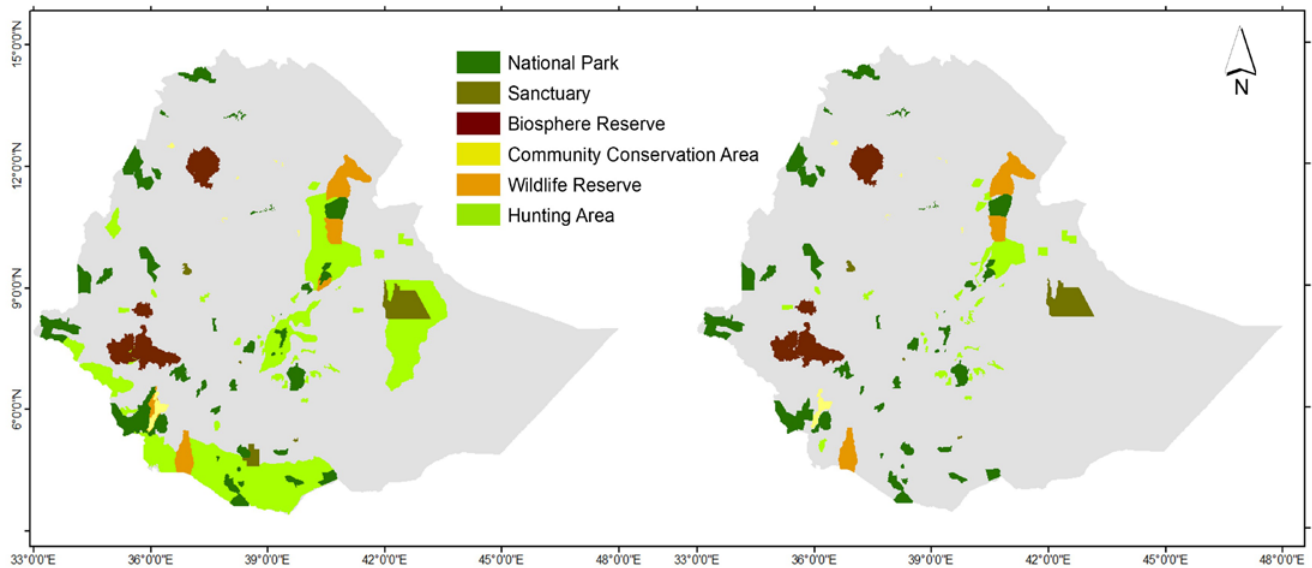 National Park
Sanctuary
Biosphere Reserve
Community Conservation Area
Wildlife Reserve
Hunting Area
N
15°0'0"N
12°0'0"N
9°0'0"N
6°0'0"N
33°0'0"E 36°0'0"E 39°0'0"E 42°0'0"E 45°0'0"E 48°0'0"E 33°0'0"E 36°0'0"E 39°0'0"E 42°0'0"E 45°0'0"E 48°0'0"E